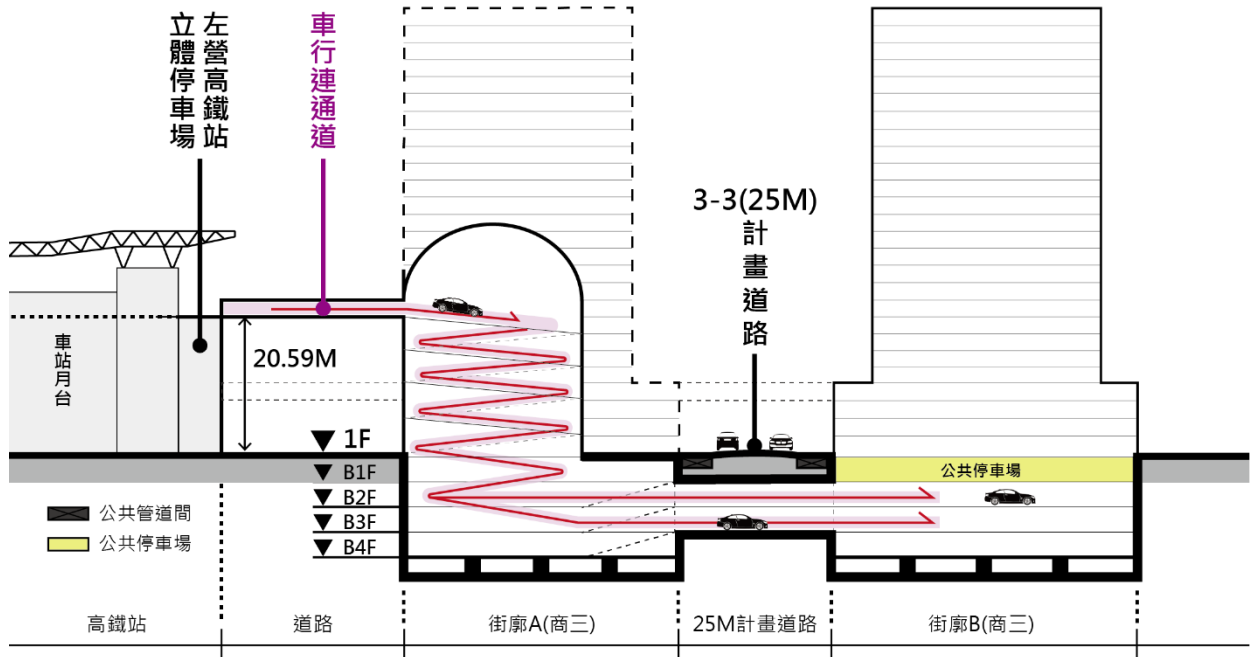 左營高鐵站
立體停車場
車行連通道
3-3(25M)
計畫道路
車站月台
20.59M
1F
B1F
B2F
B3F
B4F
公共停車場
公共管道間
公共停車場
高鐵站
道路
街廓A(商三)
25M計畫道路
街廓B(商三)